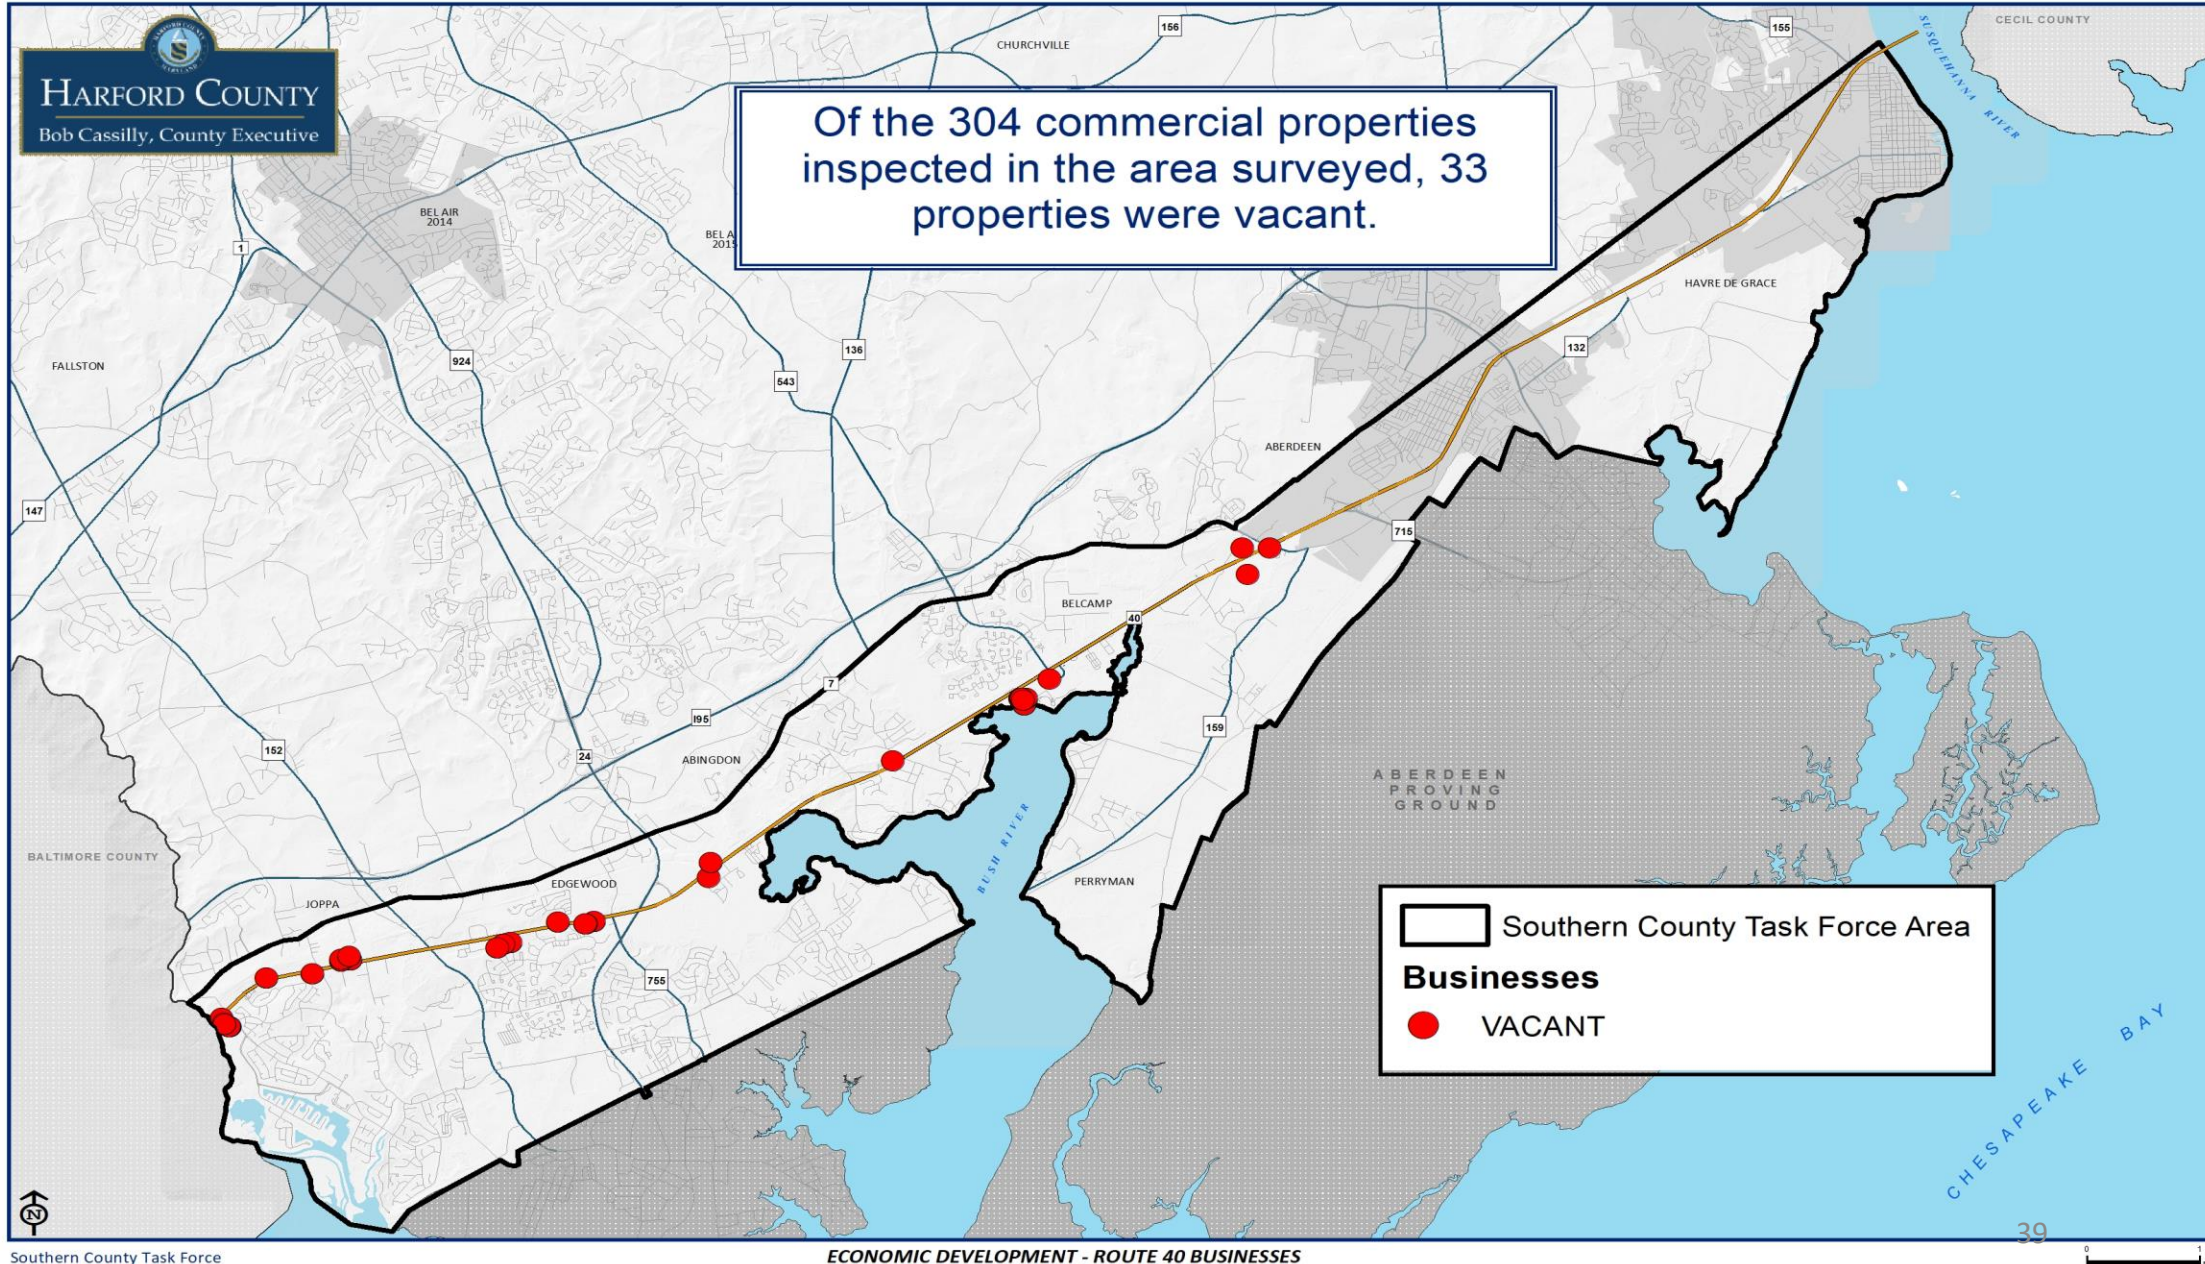 HARFORD COUNTY
Bob Cassilly, County Executive
Of the 304 commercial properties
inspected in the area surveyed, 33
properties were vacant.
CECIL COUNTY
SUSQUEHANNA RIVER
155
156
CHURCHVILLE
BEL AIR
2014
1
BEL A
2015
HAVRE DE GRACE
132
136
924
543
FALLSTON
ABERDEEN
147
715
BELCAMP
40
7
I95
159
152
24
ABINGDON
ABERDEEN
PROVING
GROUND
BUSH RIVER
BALTIMORE COUNTY
EDGEWOOD
PERRYMAN
JOPPA
755
Southern County Task Force Area
Businesses
VACANT
CHESAPEAKE BAY
N
39
Southern County Task Force
ECONOMIC DEVELOPMENT - ROUTE 40 BUSINESSES
0
1